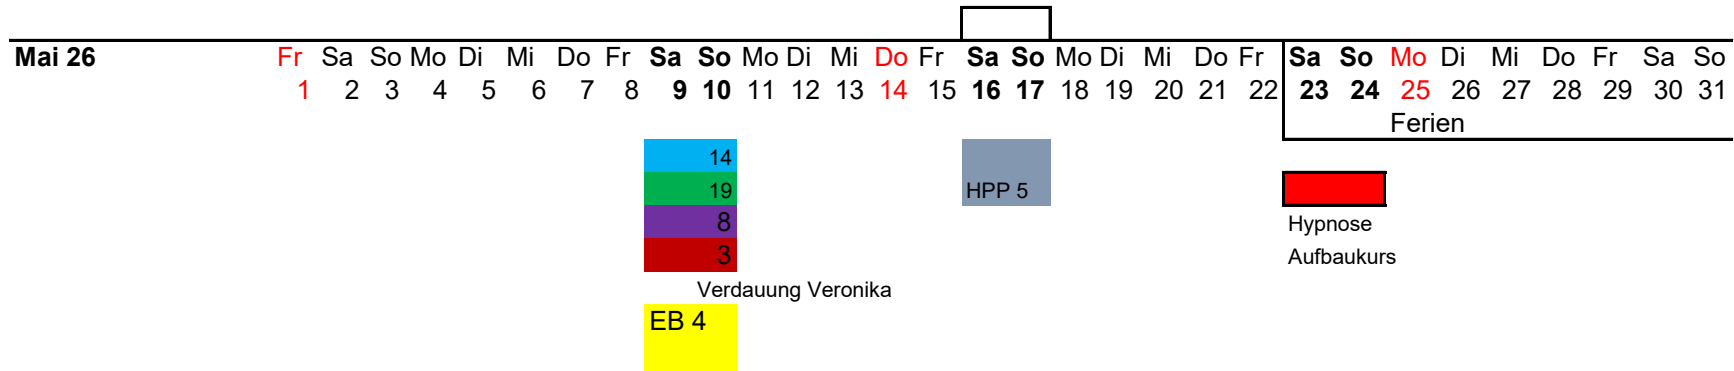 Mai 26 Fr Sa So Mo Di Mi Do Fr Sa So Mo Di Mi Do Fr Sa So Mo Di Mi Do Fr Sa So Mo Di Mi Do Fr Sa So
1 2 3 4 5 6 7 8 9 10 11 12 13 14 15 16 17 18 19 20 21 22 23 24 25 26 27 28 29 30 31
Ferien
14
19 HPP 5
8 Hypnose
3 Aufbaukurs
Verdauung Veronika
EB 4